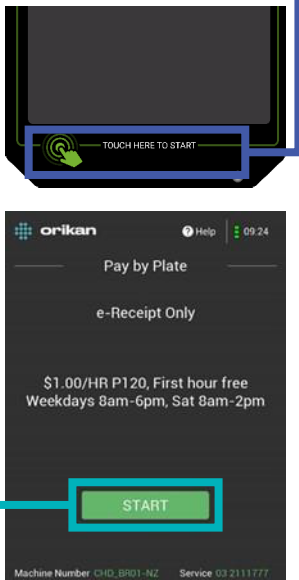 TOUCH HERE TO START
orikan
Help
09:24
Pay by Plate
e-Receipt Only
$1.00/HR P120, First hour free
Weekdays 8am-6pm, Sat 8am-2pm
START
Machine Number CHD_BR01-NZ Service 03 2111777